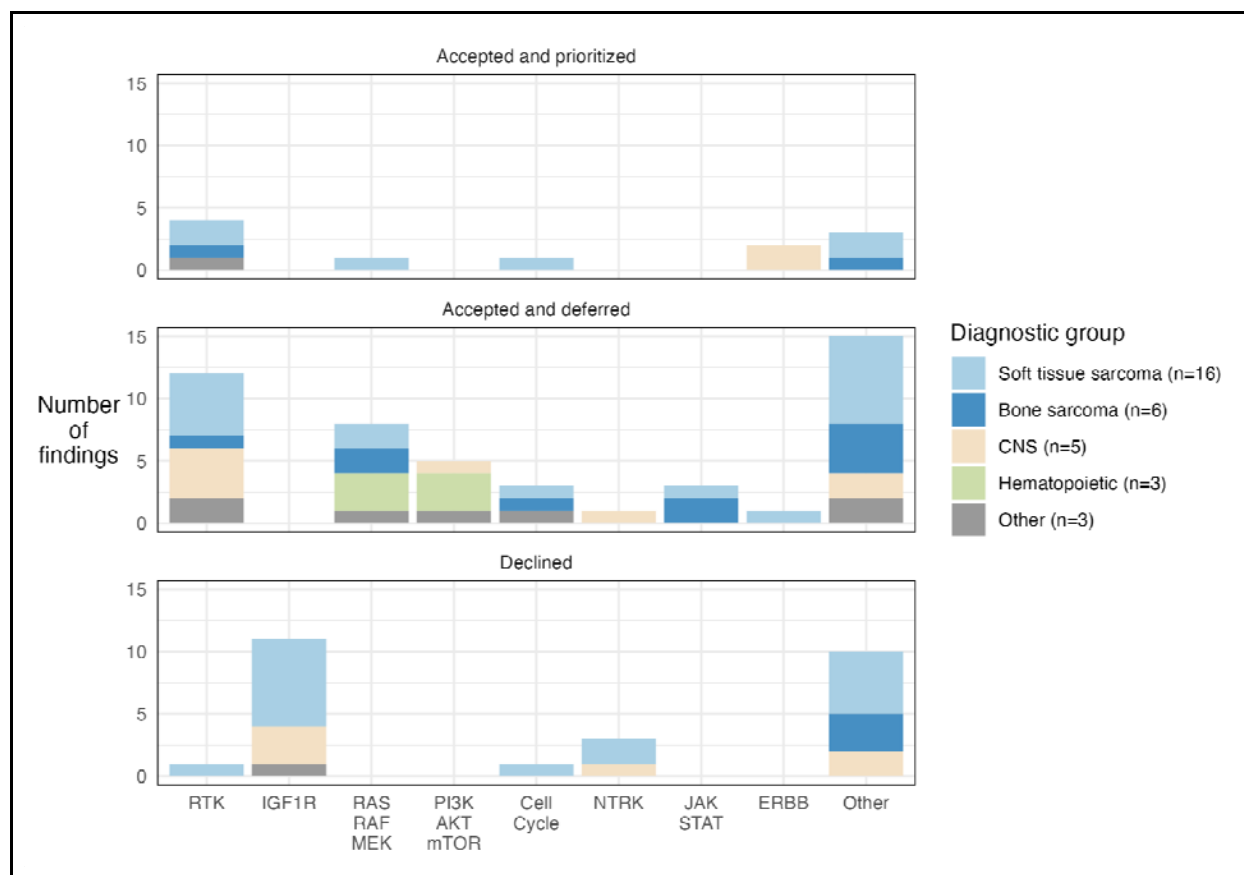 Accepted and prioritized
15
10
5
0
Accepted and deferred
15
10
5
0
Number
of
findings
Declined
15
10
5
0
RTK IGF1R RAS PI3K Cell NTRK JAK ERBB Other
RAF AKT Cycle STAT
MEK mTOR
Diagnostic group
Soft tissue sarcoma (n=16)
Bone sarcoma (n=6)
CNS (n=5)
Hematopoietic (n=3)
Other (n=3)